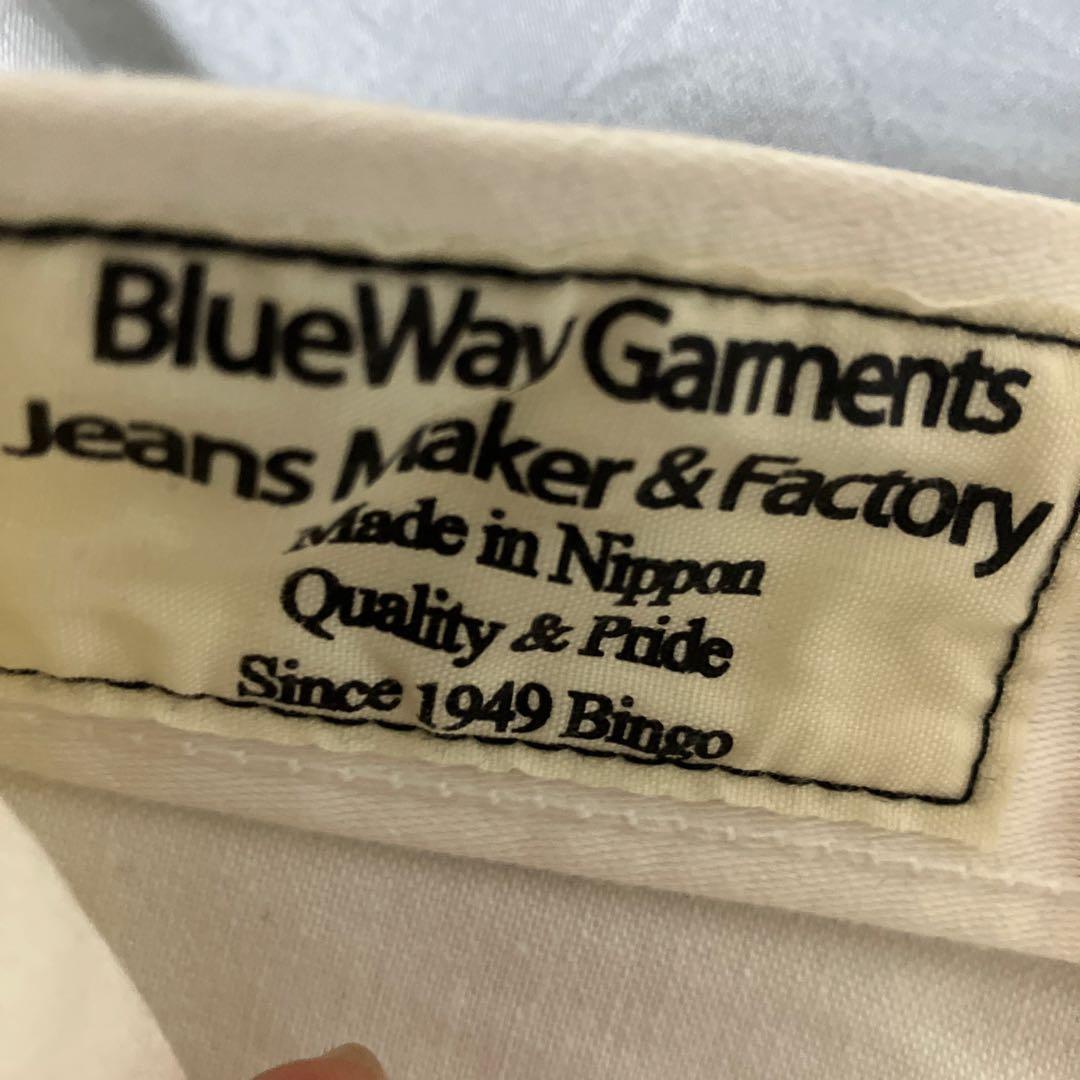 BlueWay Garments
Jeans Maker & Factory
Made in Nippon
Quality & Pride
Since 1949 Bingo